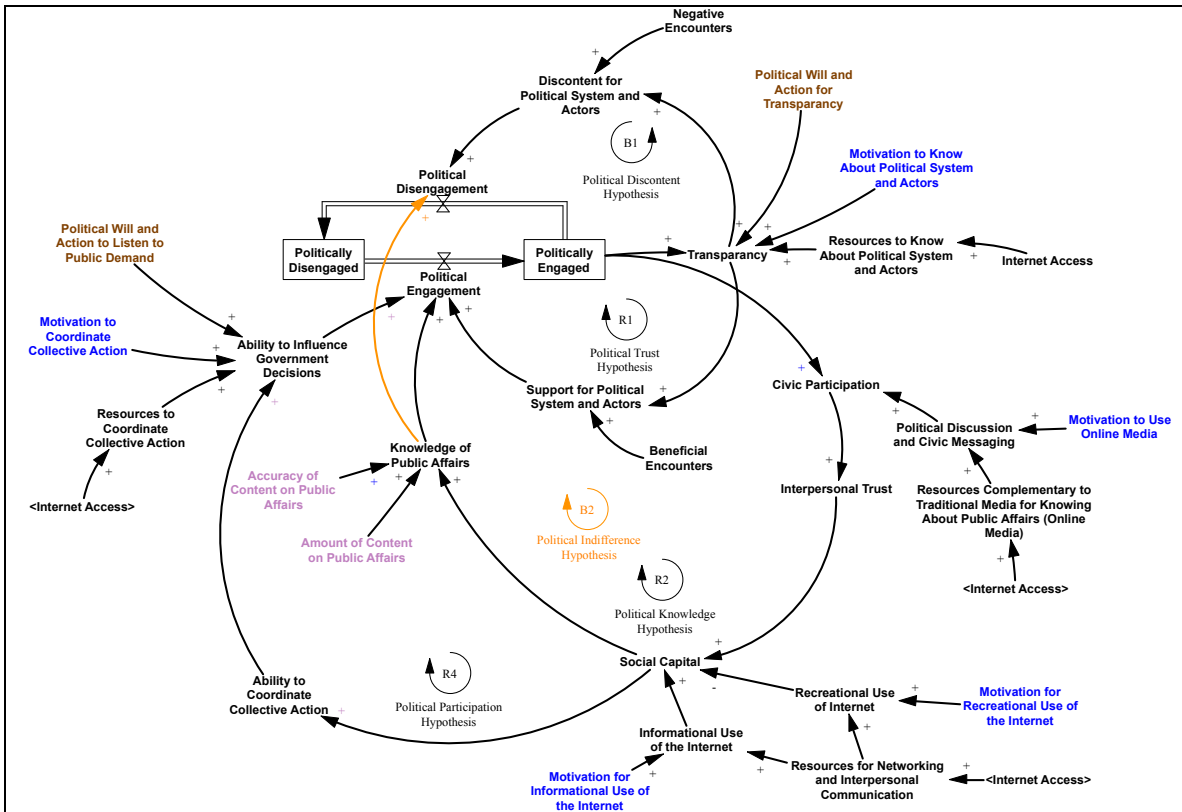 Negative
Encounters
+
Discontent for
Political System and
Actors
+
Political Will and
Action for
Transparancy
B1
Political Discontent
Hypothesis
Motivation to Know
About Political System
and Actors
+
Political
Disengagement
+
Political Will and
Action to Listen to
Public Demand
Politically
Disengaged
Politically
Engaged
+
Transparency
+
+
+
Resources to Know
About Political System
and Actors
+
Internet Access
Political
Engagement
+
+
+
R1
Political Trust
Hypothesis
Motivation to
Coordinate
Collective Action
+
+
+
Ability to Influence
Government
Decisions
+
Resources to
Coordinate
Collective Action
+
<Internet Access>
Support for Political
System and Actors
+
+
Beneficial
Encounters
+
Civic Participation
+
Political Discussion
and Civic Messaging
+
Motivation to Use
Online Media
+
Knowledge of
Public Affairs
+
+
+
Accuracy of
Content on Public
Affairs
Amount of Content
on Public Affairs
+
Interpersonal Trust
Resources Complementary to
Traditional Media for Knowing
About Public Affairs (Online
Media)
+
<Internet Access>
B2
Political Indifference
Hypothesis
R2
Political Knowledge
Hypothesis
+
Social Capital
+
-
R4
Political Participation
Hypothesis
Ability to
Coordinate
Collective Action
+
Recreational Use
of Internet
+
+
Motivation for
Recreational Use of
the Internet
Informational Use
of the Internet
+
+
Motivation for
Informational Use of
the Internet
Resources for Networking
and Interpersonal
Communication
+
<Internet Access>